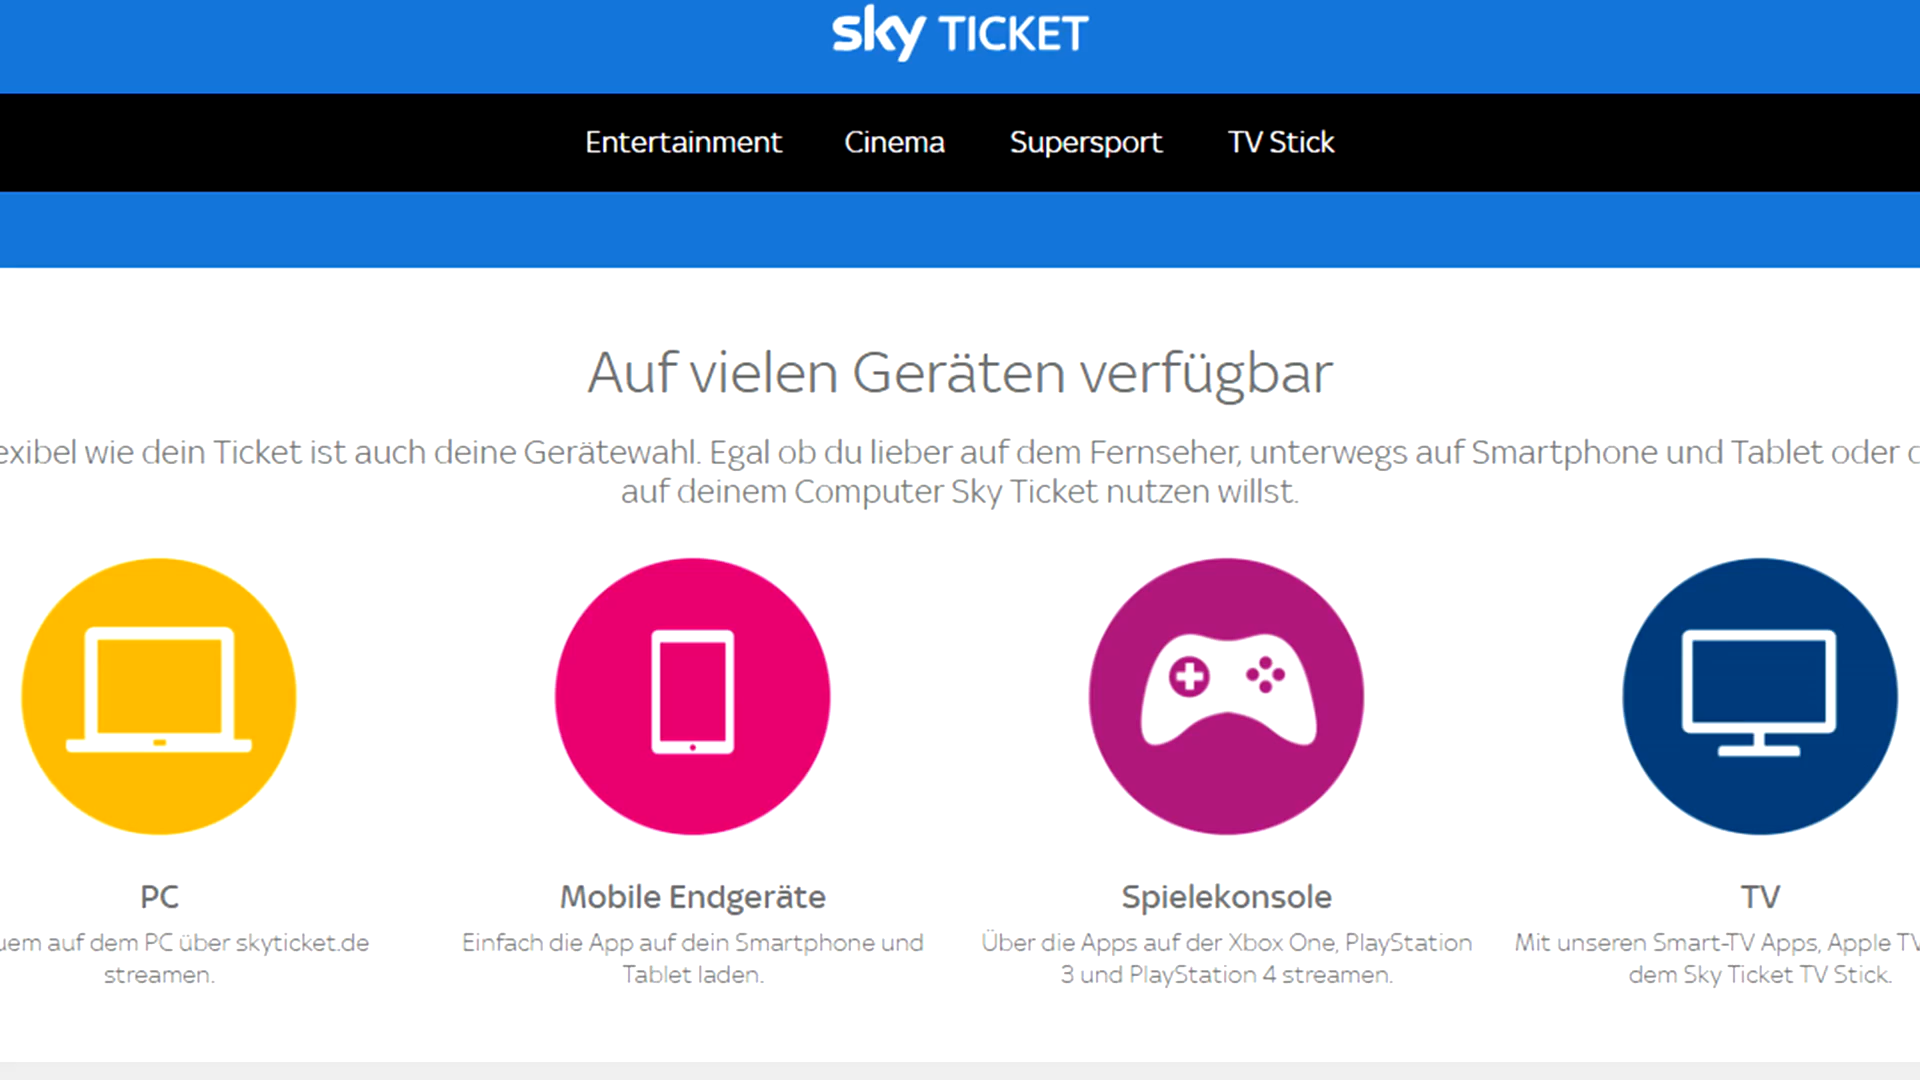 sky TICKET
Entertainment Cinema Supersport TV Stick
Auf vielen Geräten verfügbar
exibel wie dein Ticket ist auch deine Gerätewahl. Egal ob du lieber auf dem Fernseher, unterwegs auf Smartphone und Tablet oder
auf deinem Computer Sky Ticket nutzen willst.
PC
uem auf dem PC über skyticket.de
streamen.
Mobile Endgeräte
Einfach die App auf dein Smartphone und
Tablet laden.
Spielekonsole
Über die Apps auf der Xbox One, PlayStation
3 und PlayStation 4 streamen.
TV
Mit unseren Smart-TV Apps, Apple TV
dem Sky Ticket TV Stick.